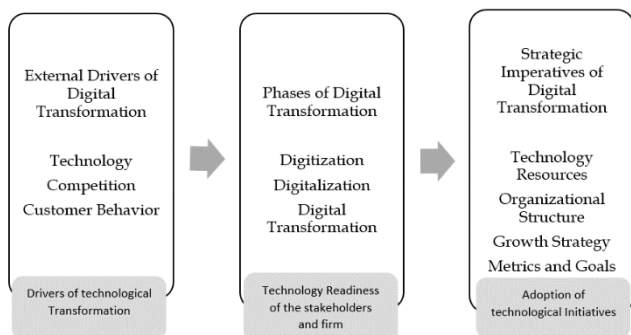 External Drivers of
Digital
Transformation
Technology
Competition
Customer Behavior
Drivers of technological
Transformation
Phases of Digital
Transformation
Digitization
Digitalization
Digital
Transformation
Technology Readiness
of the stakeholders
and firm
Strategic
Imperatives of
Digital
Transformation
Technology
Resources
Organizational
Structure
Growth Strategy
Metrics and Goals
Adoption of
technological Initiatives